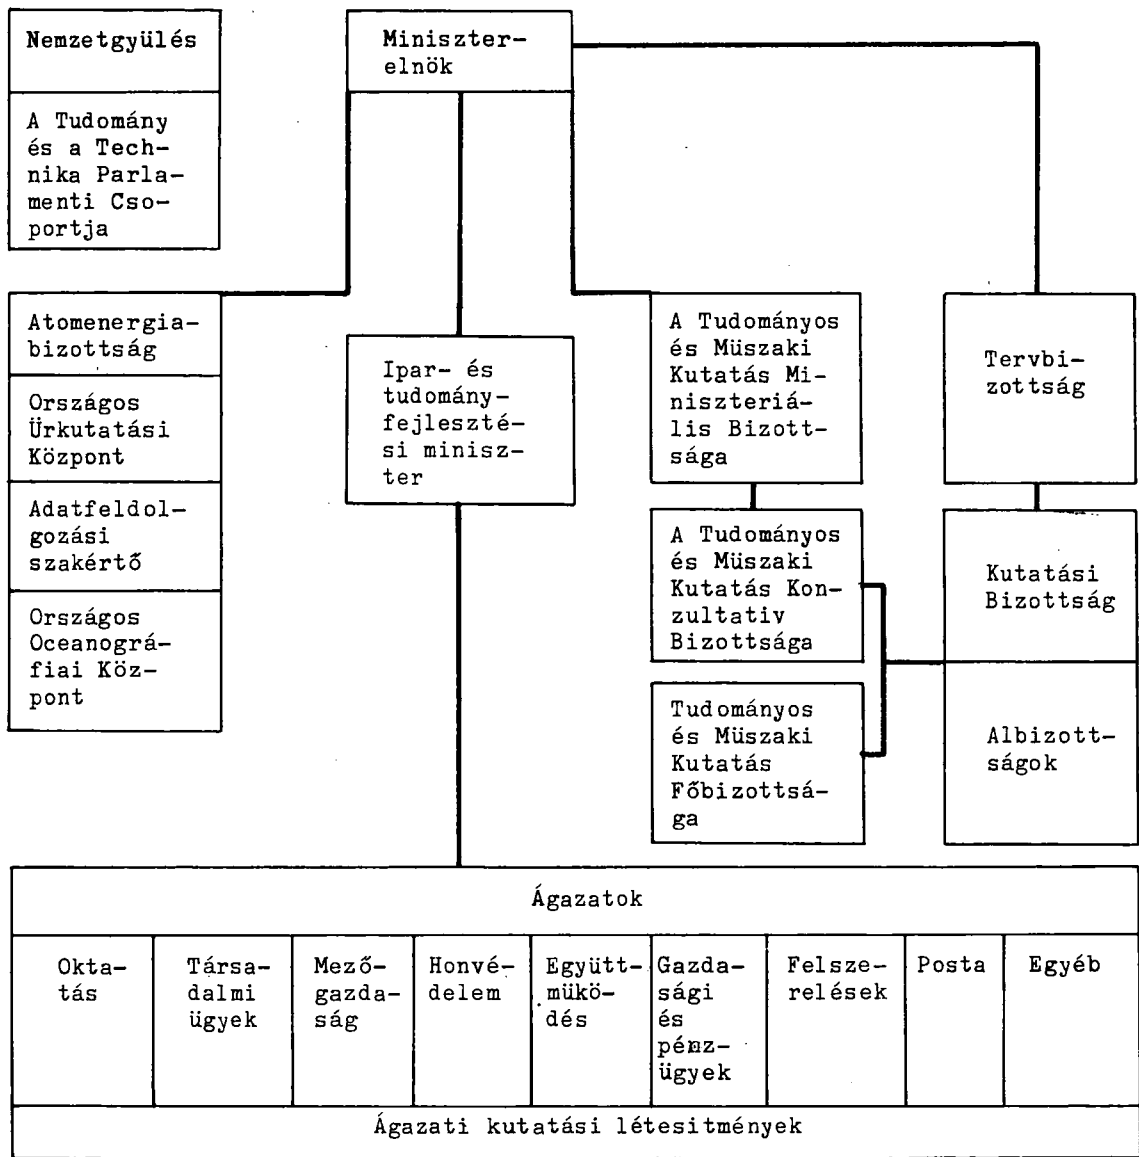 Nemzetgyülés
A Tudomány
és a Tech-
nika Parla-
menti Cso-
portja
Miniszter-
elnök
Atomenergia-
bizottság
Országos
Ürkutatási
Központ
Adatfeldol-
gozási
szakértő
Országos
Oceanográ-
fiai Köz-
pont
Ipar- és
tudomány-
fejleszté-
si minisz-
ter
A Tudományos
és Müszaki
Kutatás Mi-
niszteriá-
lis Bizott-
sága
A Tudományos
és Müszaki
Kutatás Kon-
zultativ
Bizottsága
Tudományos
és Müszaki
Kutatás
Főbizottsá-
ga
Tervbi-
zottság
Kutatási
Bizottság
Albizott-
ságok
Ágazatok
Okta-
tás
Társa-
dalmi
ügyek
Mező-
gazda-
ság
Honvé-
delem
Együtt-
mükö-
dés
Gazda-
sági
és
pénz-
ügyek
Felsze-
relések
Posta
Egyéb
Ágazati kutatási létesitmények